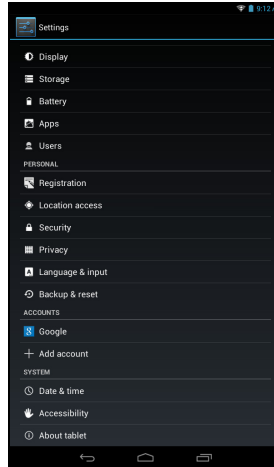 9:12
Settings
Display
Storage
Battery
Apps
Users
PERSONAL
Registration
Location access
Security
Privacy
A Language & input
Backup & reset
ACCOUNTS
8 Google
Add account
SYSTEM
Date & time
Accessibility
About tablet